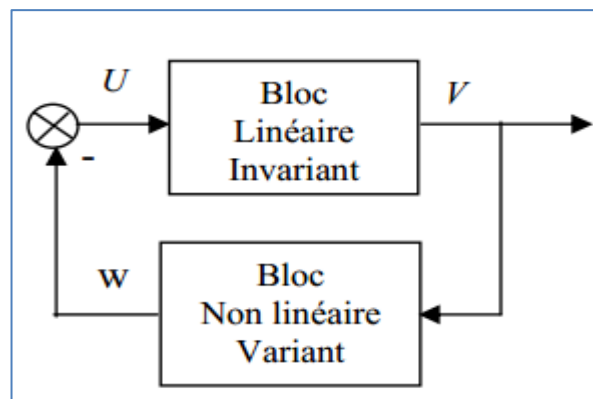 U
Bloc
Linéaire
Invariant
V
-
W
Bloc
Non linéaire
Variant